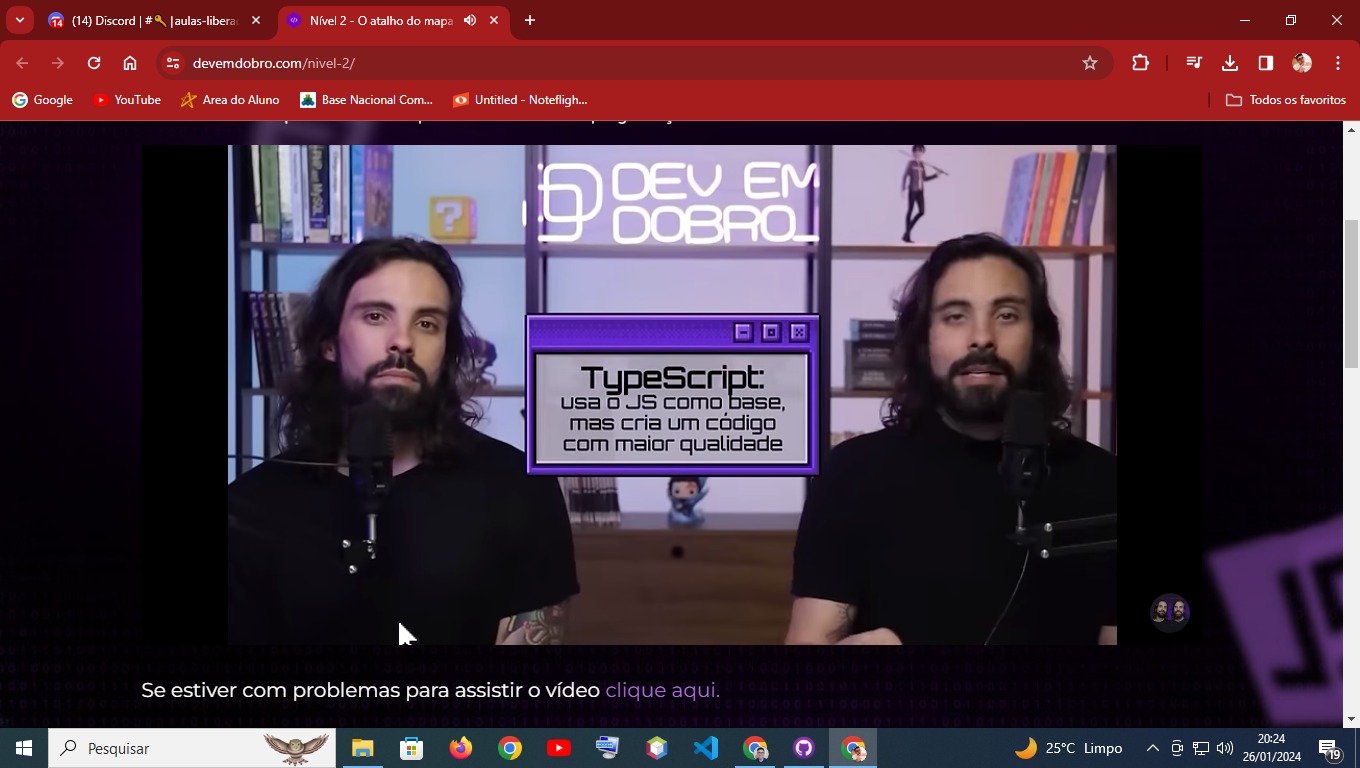 (14) Discord | #🔑|aulas-libera
Nível 2 - O atalho do mapa
devemdobro.com/nivel-2/
Google
YouTube
Area do Aluno
Base Nacional Com...
Untitled - Notefligh...
Todos os favoritos
DEV EM
DOBRO_
TypeScript:
usa o JS como base,
mas cria um código
com maior qualidade
JS
Se estiver com problemas para assistir o vídeo clique aqui.
Pesquisar
25°C Limpo
20:24
26/01/2024
19